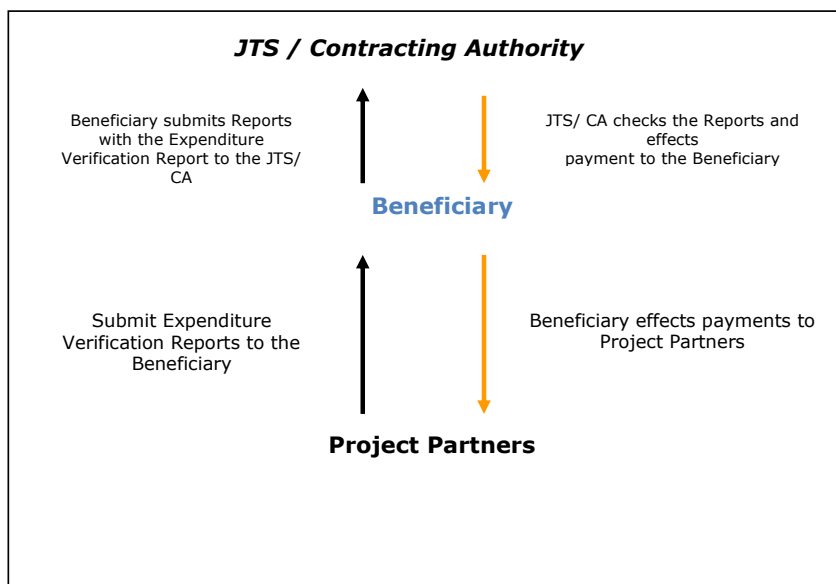 JTS / Contracting Authority
Beneficiary submits Reports
with the Expenditure
Verification Report to the JTS/
CA
JTS/ CA checks the Reports and
effects
payment to the Beneficiary
Beneficiary
Submit Expenditure
Verification Reports to the
Beneficiary
Beneficiary effects payments to
Project Partners
Project Partners